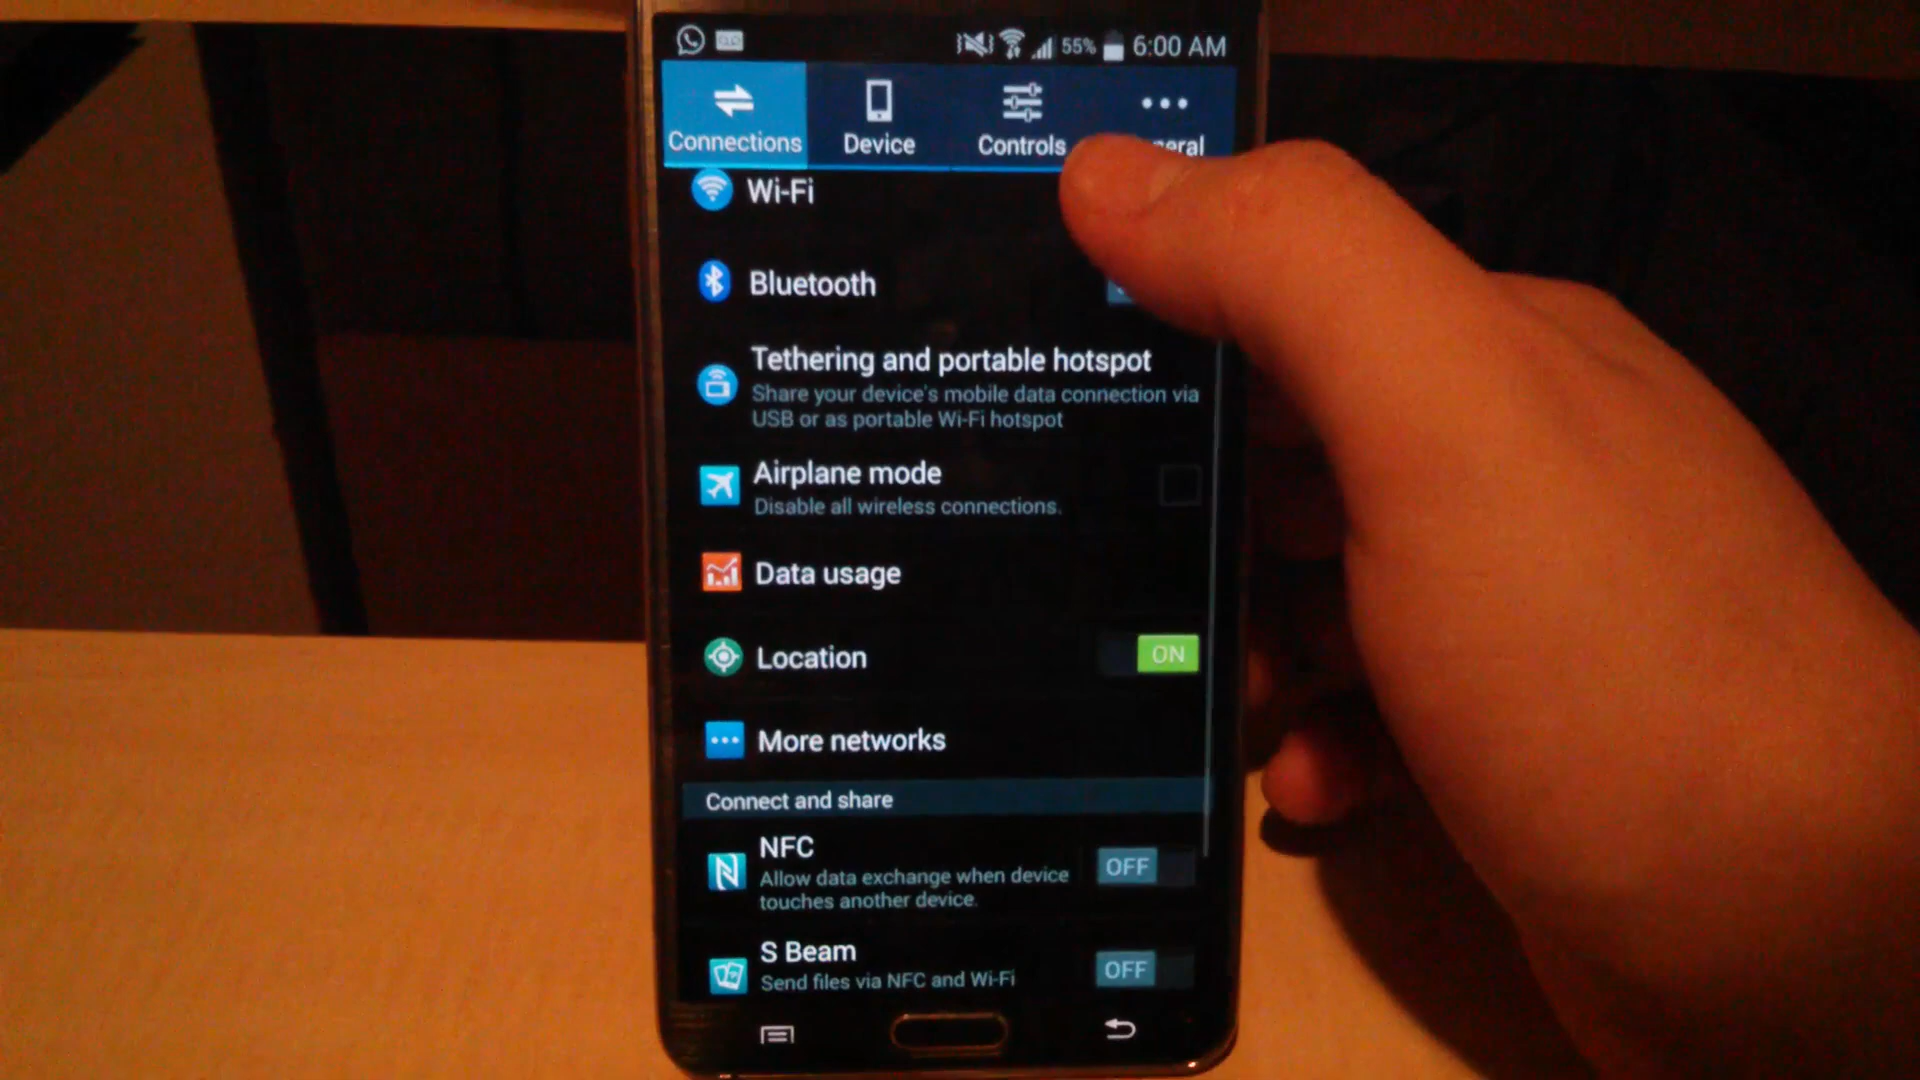 55% 6:00 AM
Connections Device Controls
Wi-Fi
Bluetooth
Tethering and portable hotspot
Share your device's mobile data connection via
USB or as portable Wi-Fi hotspot
Airplane mode
Disable all wireless connections.
Data usage
Location ON
More networks
Connect and share
NFC
OFF
Allow data exchange when device
touches another device.
S Beam
OFF
Send files via NFC and Wi-Fi